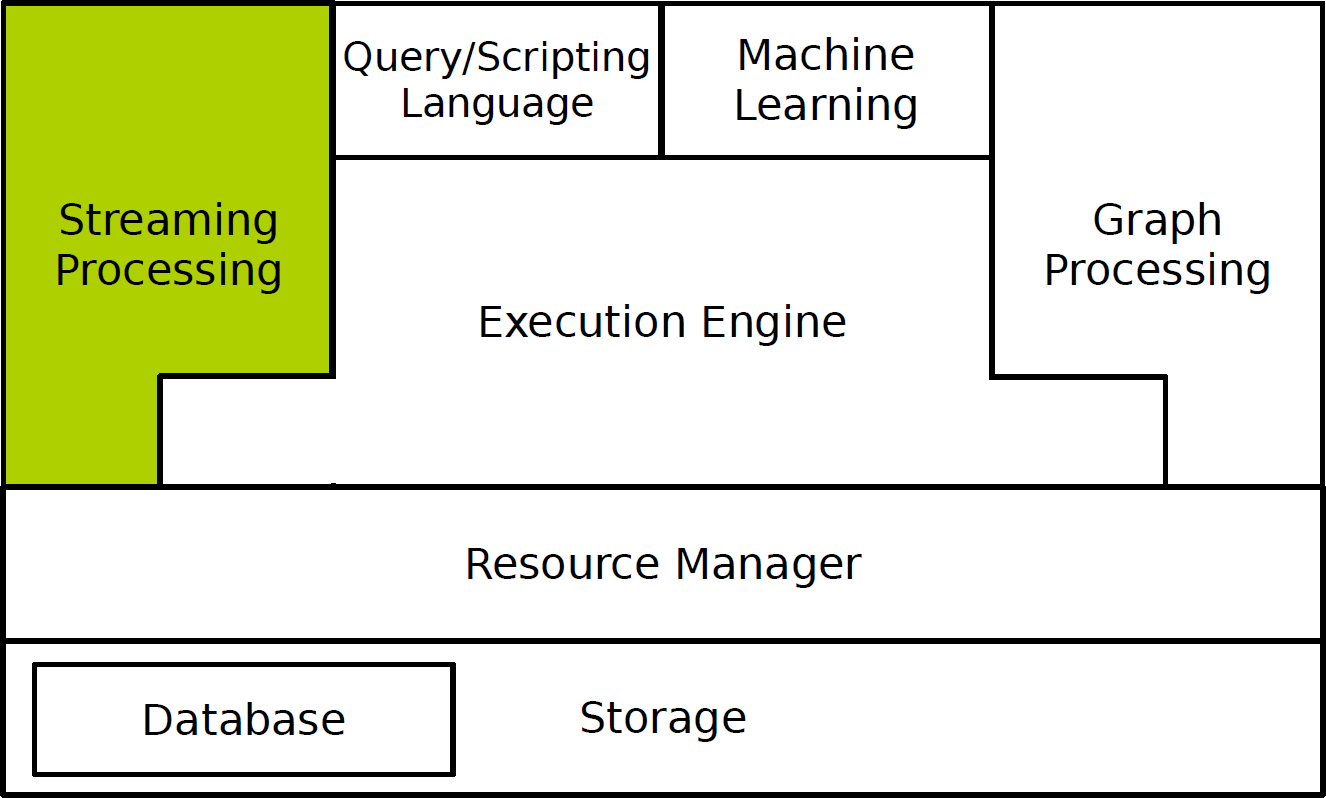 Query/Scripting
Language
Machine
Learning
Streaming
Processing
Graph
Processing
Execution Engine
Resource Manager
Database
Storage